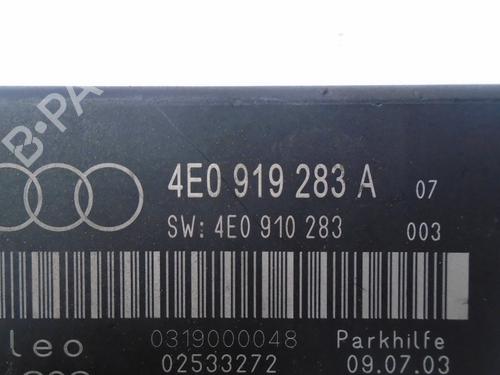 B-PA
4E0 919 283 A 07
SW: 4E0 910 283 003
leo 0319000048 Parkhilfe
02533272 09.07.03